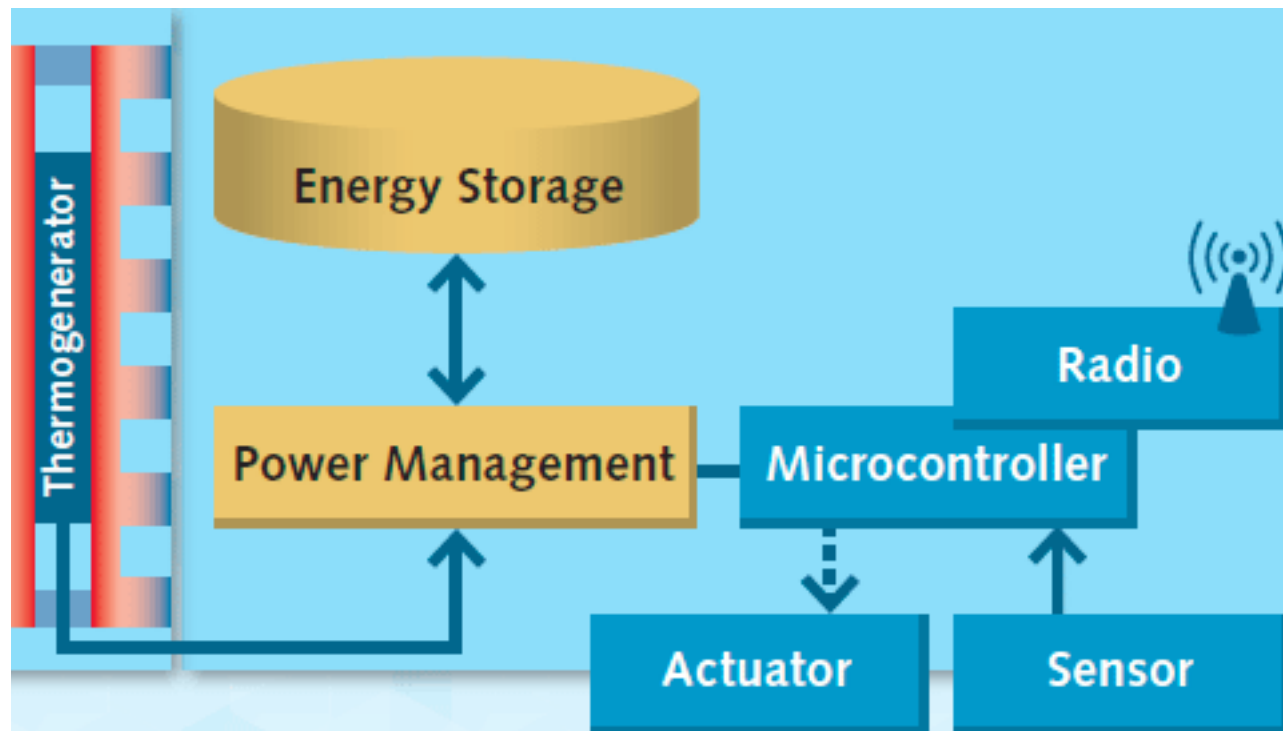 Thermogenerator
Energy Storage
Power Management
Microcontroller
Radio
Actuator
Sensor